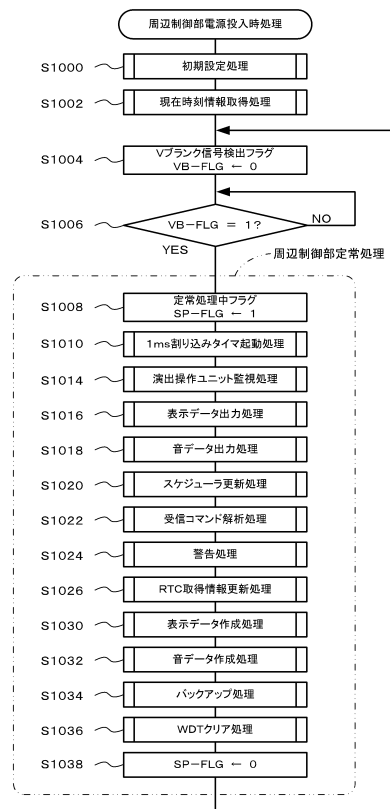 周辺制御部電源投入時処理
S1000 初期設定処理
S1002 現在時刻情報取得処理
S1004 Vブランク信号検出フラグ
VB-FLG ← 0
S1006 VB-FLG = 1?
NO
YES
周辺制御部定常処理
S1008 定常処理中フラグ
SP-FLG ← 1
S1010 1ms割り込みタイマ起動処理
S1014 演出操作ユニット監視処理
S1016 表示データ出力処理
S1018 音データ出力処理
S1020 スケジューラ更新処理
S1022 受信コマンド解析処理
S1024 警告処理
S1026 RTC取得情報更新処理
S1030 表示データ作成処理
S1032 音データ作成処理
S1034 バックアップ処理
S1036 WDTクリア処理
S1038 SP-FLG ← 0